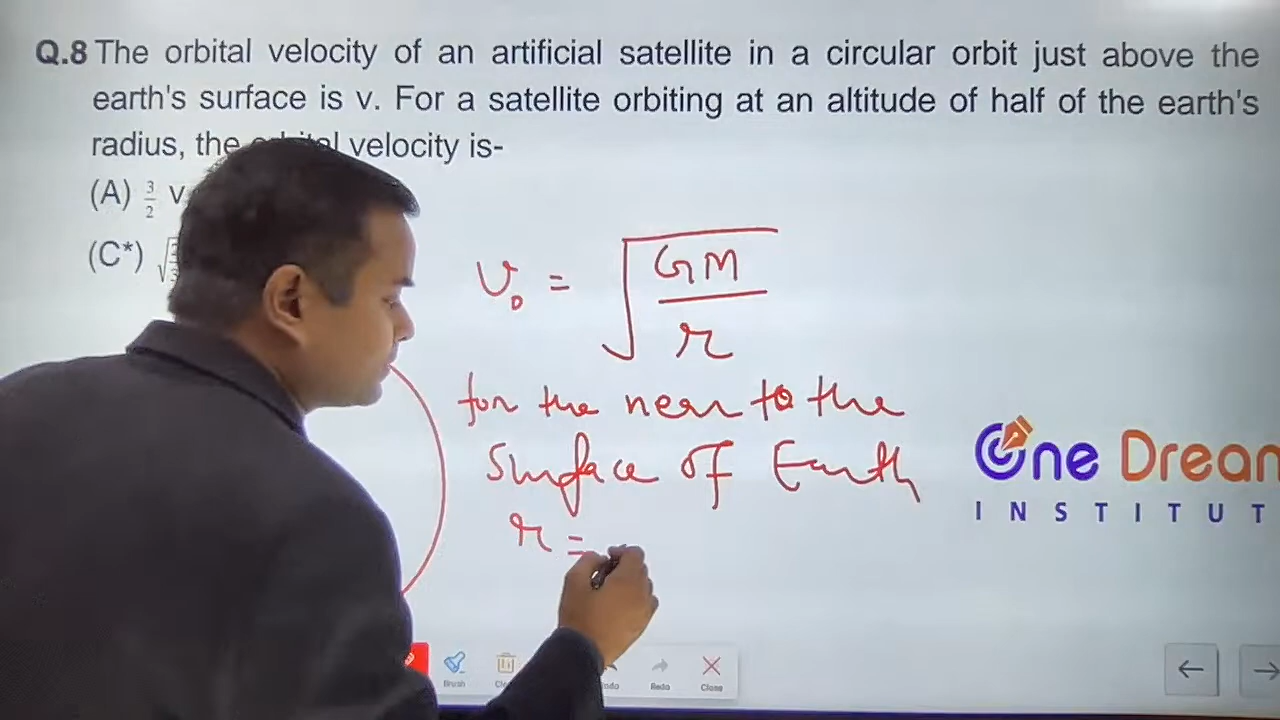 Q.8 The orbital velocity of an artificial satellite in a circular orbit just above the
earth's surface is v. For a satellite orbiting at an altitude of half of the earth's
radius, the velocity is-
(A) 3/2 v
(C*) √
v₀ = √(GM/r)
for the near to the
Surface of Earth
r =
One Drean
INSTITUT
Brush
Redo
Close
← →